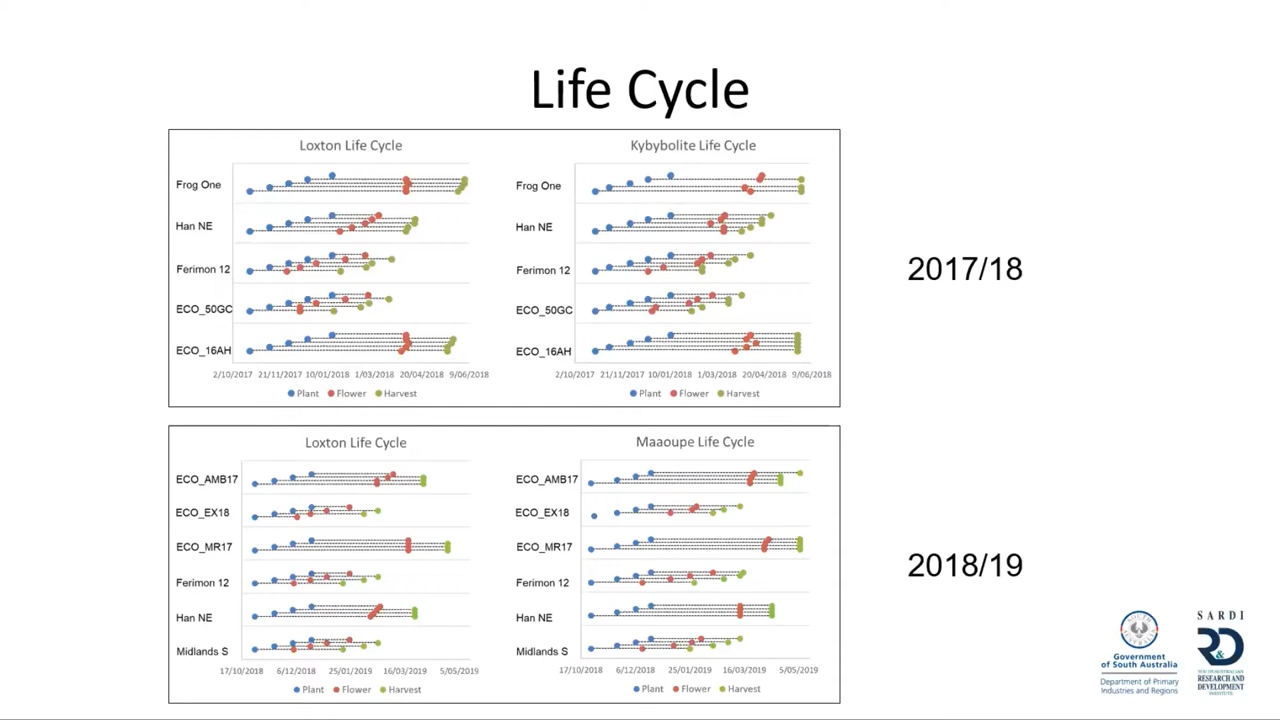 Life Cycle
Loxton Life Cycle
Frog One
Han NE
Ferimon 12
ECO_50GC
ECO_16AH
2/10/2017 21/11/2017 10/01/2018 1/03/2018 20/04/2018 9/06/2018
Plant Flower Harvest
Kybybolite Life Cycle
Frog One
Han NE
Ferimon 12
ECO_50GC
ECO_16AH
2/10/2017 21/11/2017 10/01/2018 1/03/2018 20/04/2018 9/06/2018
Plant Flower Harvest
2017/18
Loxton Life Cycle
ECO_AMB17
ECO_EX18
ECO_MR17
Ferimon 12
Han NE
Midlands S
17/10/2018 6/12/2018 25/01/2019 16/03/2019 5/05/2019
Plant Flower Harvest
Maaoupe Life Cycle
ECO_AMB17
ECO_EX18
ECO_MR17
Ferimon 12
Han NE
Midlands S
17/10/2018 6/12/2018 25/01/2019 16/03/2019 5/05/2019
Plant Flower Harvest
2018/19
Government
of South Australia
Department of Primary
Industries and Regions
SARDI
R&D
SOUTH AUSTRALIAN
RESEARCH AND
DEVELOPMENT
INSTITUTE